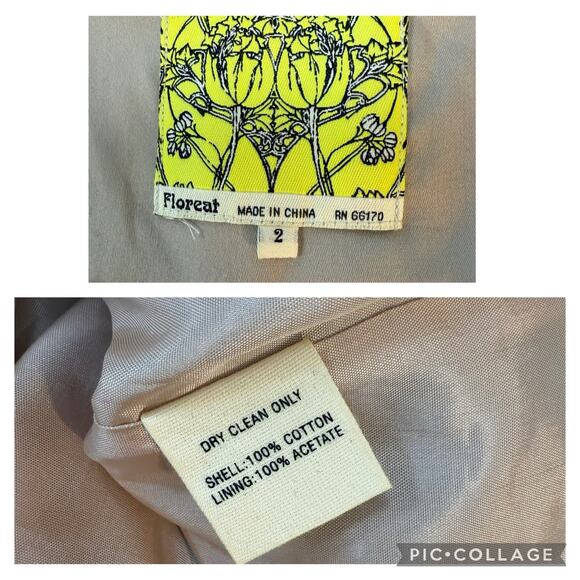 Floreat MADE IN CHINA RN 66170
2
DRY CLEAN ONLY
SHELL:100% COTTON
LINING:100% ACETATE
PIC•COLLAGE